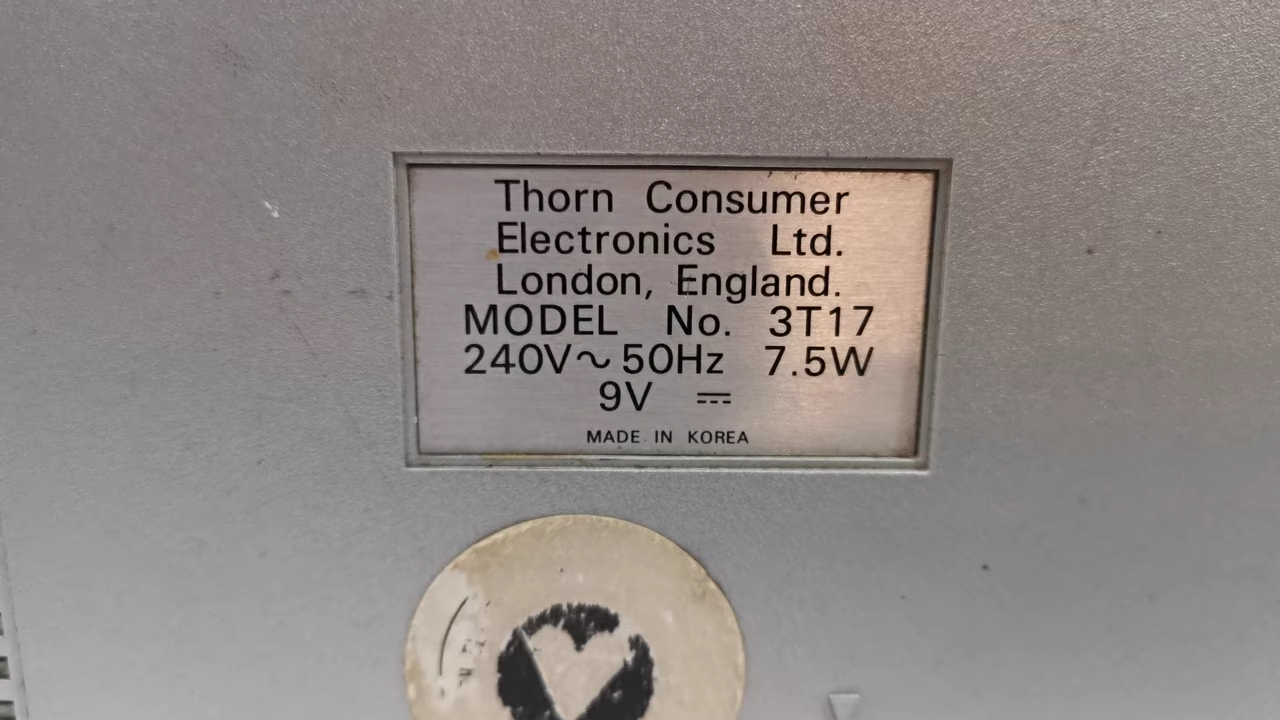 Thorn Consumer
Electronics Ltd.
London, England.
MODEL No. 3T17
240V~50Hz 7.5W
9V ⎓
MADE IN KOREA